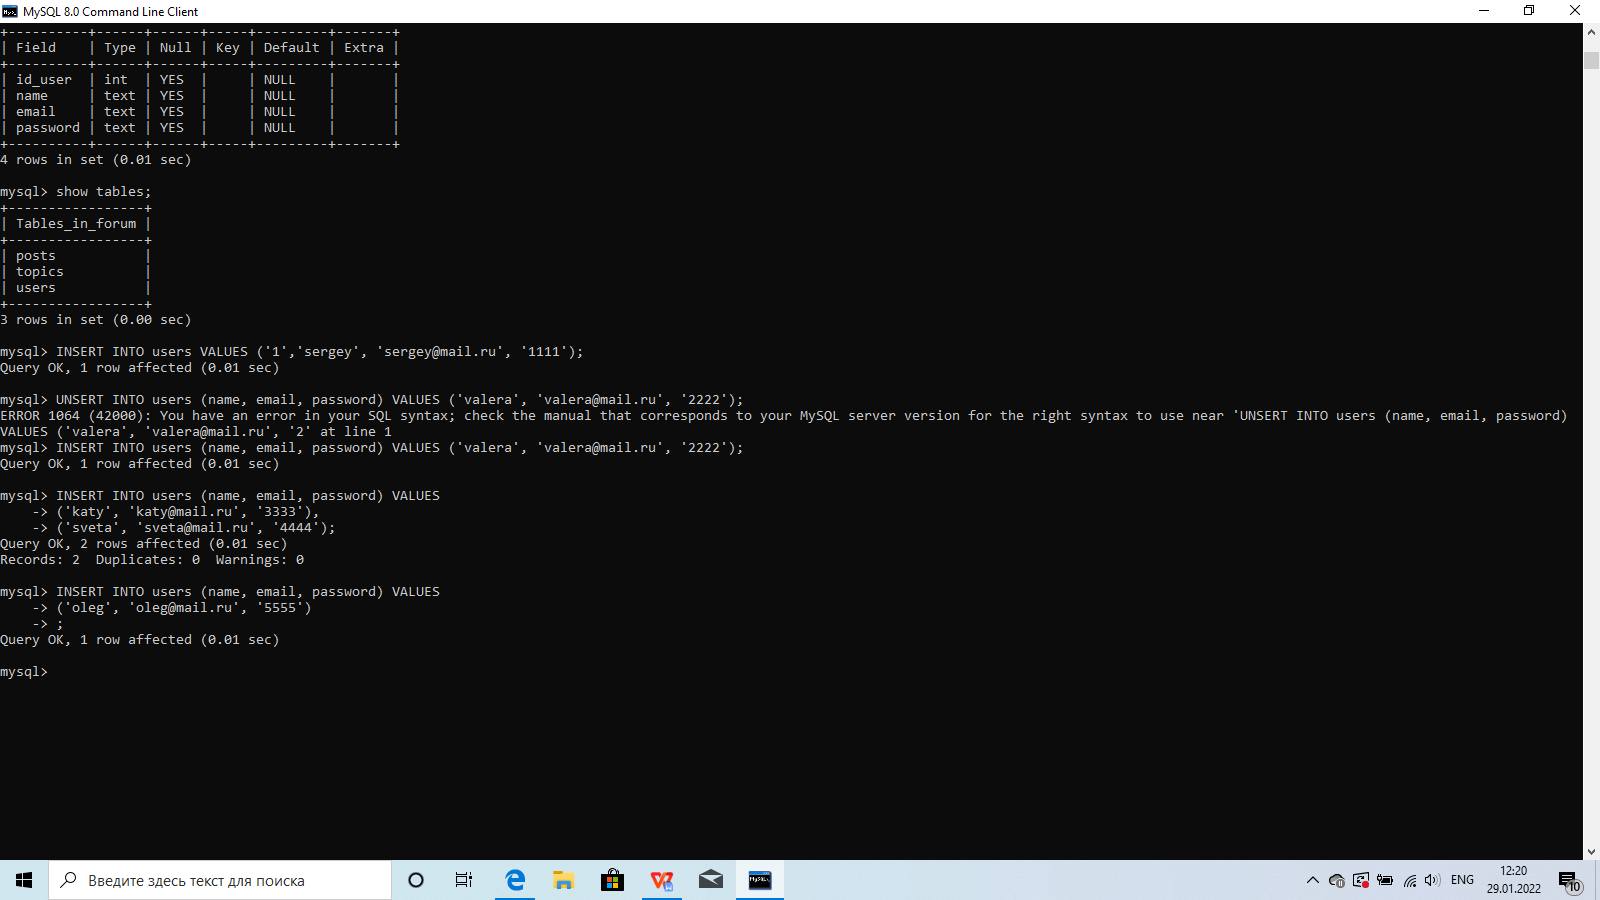 MySQL 8.0 Command Line Client
+----------+------+------+-----+---------+-------+
| Field    | Type | Null | Key | Default | Extra |
+----------+------+------+-----+---------+-------+
| id_user  | int  | YES  |     | NULL    |       |
| name     | text | YES  |     | NULL    |       |
| email    | text | YES  |     | NULL    |       |
| password | text | YES  |     | NULL    |       |
+----------+------+------+-----+---------+-------+
4 rows in set (0.01 sec)
mysql> show tables;
+-----------------+
| Tables_in_forum |
+-----------------+
| posts           |
| topics          |
| users           |
+-----------------+
3 rows in set (0.00 sec)
mysql> INSERT INTO users VALUES ('1','sergey', 'sergey@mail.ru', '1111');
Query OK, 1 row affected (0.01 sec)
mysql> UNSERT INTO users (name, email, password) VALUES ('valera', 'valera@mail.ru', '2222');
ERROR 1064 (42000): You have an error in your SQL syntax; check the manual that corresponds to your MySQL server version for the right syntax to use near 'UNSERT INTO users (name, email, password)
VALUES ('valera', 'valera@mail.ru', '2' at line 1
mysql> INSERT INTO users (name, email, password) VALUES ('valera', 'valera@mail.ru', '2222');
Query OK, 1 row affected (0.01 sec)
mysql> INSERT INTO users (name, email, password) VALUES
    -> ('katy', 'katy@mail.ru', '3333'),
    -> ('sveta', 'sveta@mail.ru', '4444');
Query OK, 2 rows affected (0.01 sec)
Records: 2  Duplicates: 0  Warnings: 0
mysql> INSERT INTO users (name, email, password) VALUES
    -> ('oleg', 'oleg@mail.ru', '5555')
    -> ;
Query OK, 1 row affected (0.01 sec)
mysql>
Введите здесь текст для поиска
ENG
12:20
29.01.2022
10